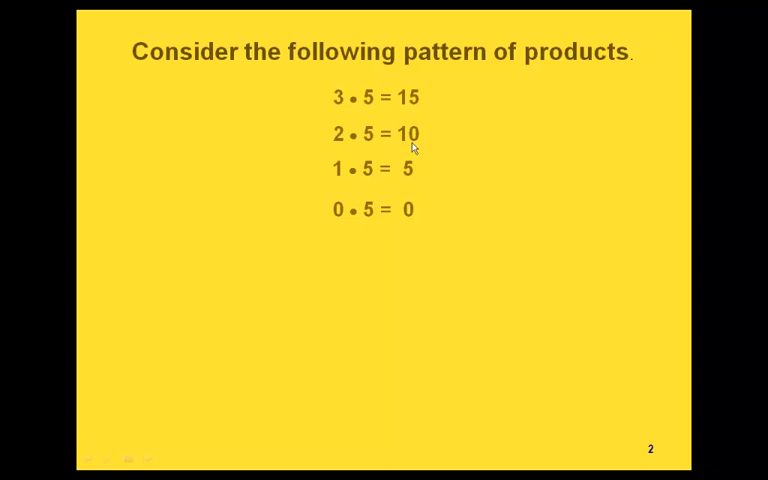 Consider the following pattern of products.
3 • 5 = 15
2 • 5 = 10
1 • 5 = 5
0 • 5 = 0
2